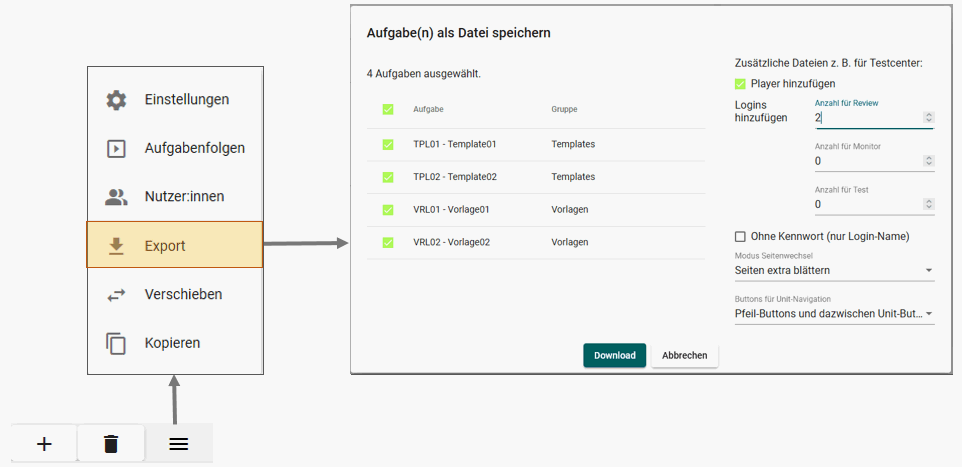 Einstellungen
Aufgabenfolgen
Nutzer:innen
Export
Verschieben
Kopieren
Aufgabe(n) als Datei speichern
4 Aufgaben ausgewählt.
Aufgabe Gruppe
TPL01 - Template01 Templates
TPL02 - Template02 Templates
VRL01 - Vorlage01 Vorlagen
VRL02 - Vorlage02 Vorlagen
Zusätzliche Dateien z. B. für Testcenter:
Player hinzufügen
Logins
hinzufügen
Anzahl für Review
2
Anzahl für Monitor
0
Anzahl für Test
0
Ohne Kennwort (nur Login-Name)
Modus Seitenwechsel
Seiten extra blättern
Buttons für Unit-Navigation
Pfeil-Buttons und dazwischen Unit-But...
Download Abbrechen